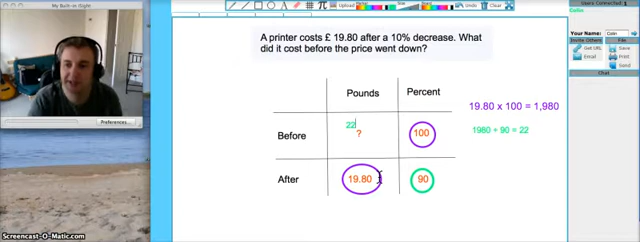 My Built-in iSight
Preferences...
SCREENCAST-O-MATIC.COM
Upload
Size
Undo
Clear
Users Connected
Colin
Your Name: Colin
Invite Others
File
Get URL
Save
Email
Print
Send
Chat
A printer costs £ 19.80 after a 10% decrease. What
did it cost before the price went down?
Pounds
Percent
Before
22
?
100
After
19.80
90
19.80 x 100 = 1,980
1980 ÷ 90 = 22